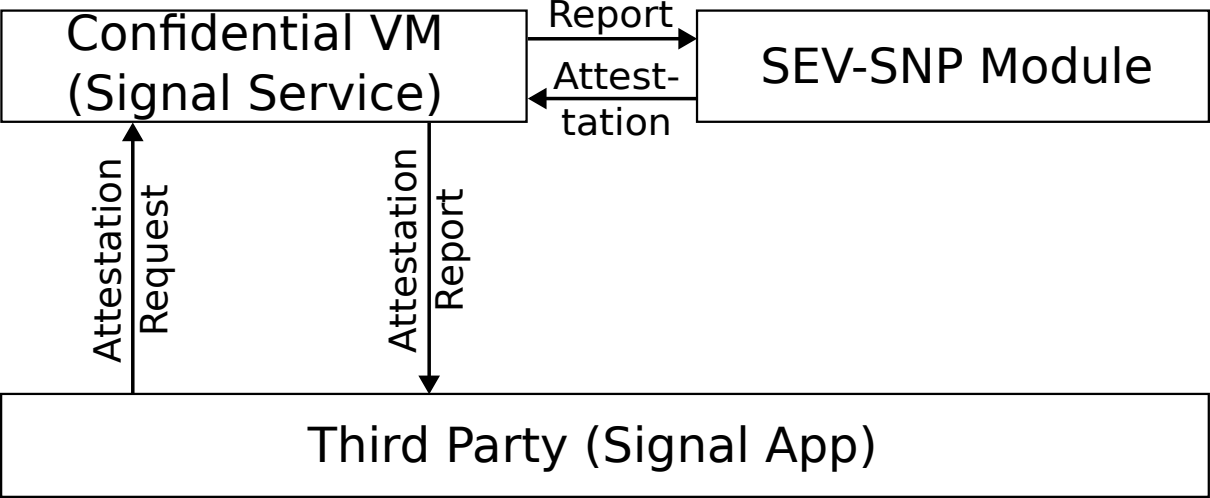 Confidential VM
(Signal Service)
Report
Attest-
tation
SEV-SNP Module
Attestation
Request
Attestation
Report
Third Party (Signal App)